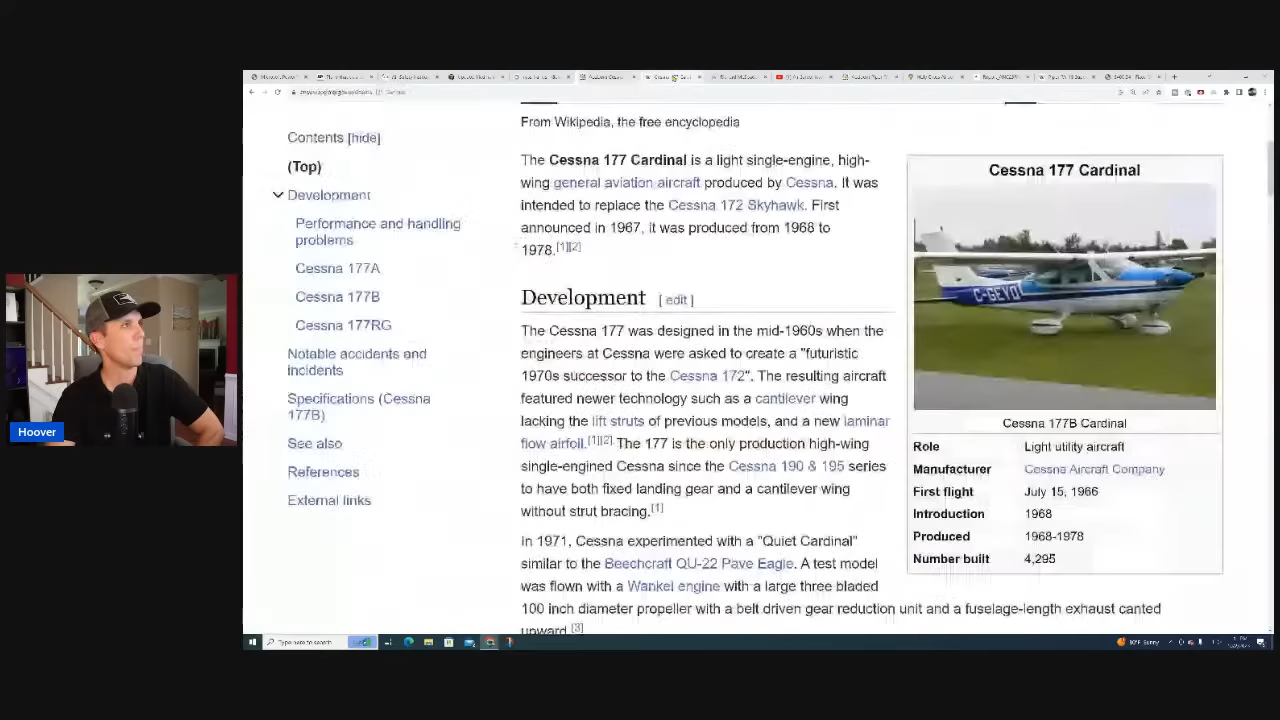 From Wikipedia, the free encyclopedia
Contents [hide]
(Top)
Development
Performance and handling
problems
Cessna 177A
Cessna 177B
Cessna 177RG
Notable accidents and
incidents
Specifications (Cessna
177B)
See also
References
External links
The Cessna 177 Cardinal is a light single-engine, high-
wing general aviation aircraft produced by Cessna. It was
intended to replace the Cessna 172 Skyhawk. First
announced in 1967, it was produced from 1968 to
1978.[1][2]
Development [ edit ]
The Cessna 177 was designed in the mid-1960s when the
engineers at Cessna were asked to create a "futuristic
1970s successor to the Cessna 172". The resulting aircraft
featured newer technology such as a cantilever wing
lacking the lift struts of previous models, and a new laminar
flow airfoil.[1][2] The 177 is the only production high-wing
single-engined Cessna since the Cessna 190 & 195 series
to have both fixed landing gear and a cantilever wing
without strut bracing.[1]
In 1971, Cessna experimented with a "Quiet Cardinal"
similar to the Beechcraft QU-22 Pave Eagle. A test model
was flown with a Wankel engine with a large three bladed
100 inch diameter propeller with a belt driven gear reduction unit and a fuselage-length exhaust canted
upward.[3]
Cessna 177 Cardinal
C-GEYO
Cessna 177B Cardinal
Role Light utility aircraft
Manufacturer Cessna Aircraft Company
First flight July 15, 1966
Introduction 1968
Produced 1968-1978
Number built 4,295
Hoover
Type here to search
80°F Sunny